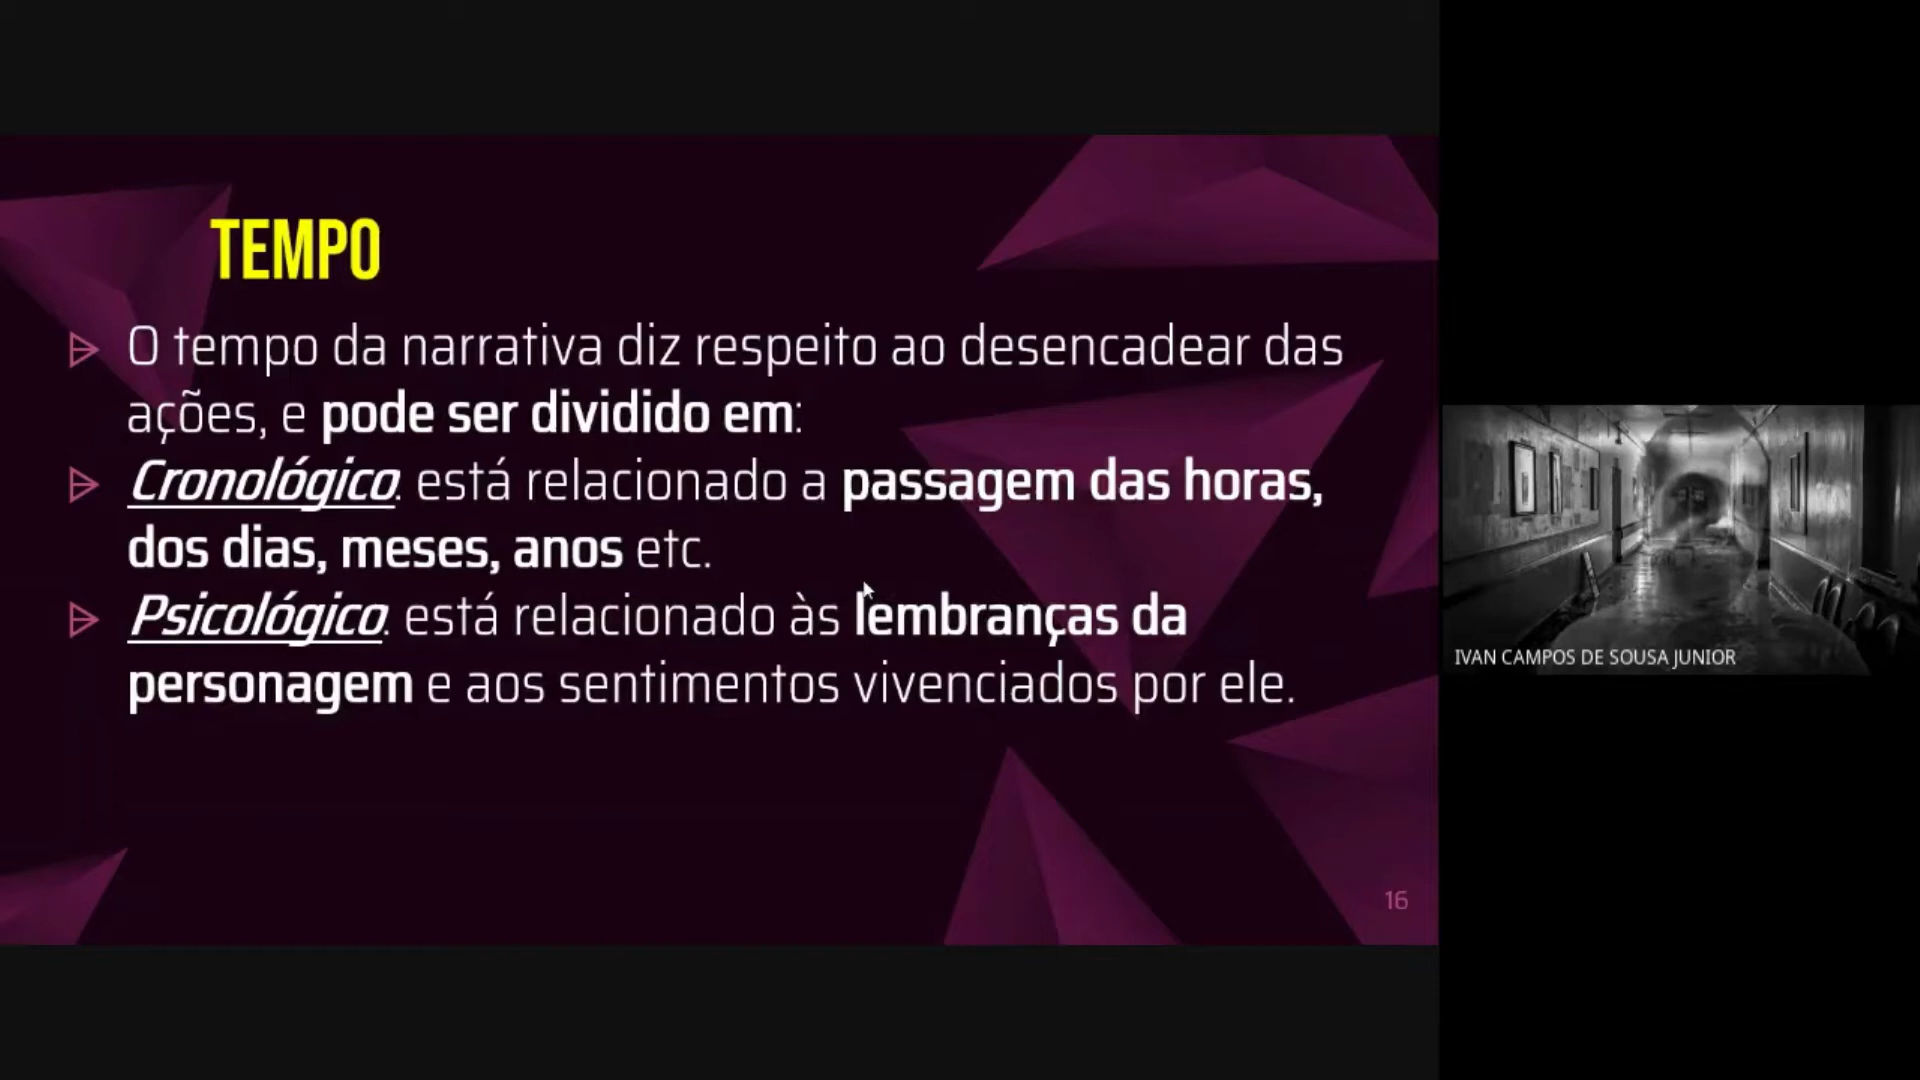 TEMPO
O tempo da narrativa diz respeito ao desencadear das
ações, e pode ser dividido em:
Cronológico: está relacionado a passagem das horas,
dos dias, meses, anos etc.
Psicológico: está relacionado às lembranças da
personagem e aos sentimentos vivenciados por ele.
16
IVAN CAMPOS DE SOUSA JUNIOR